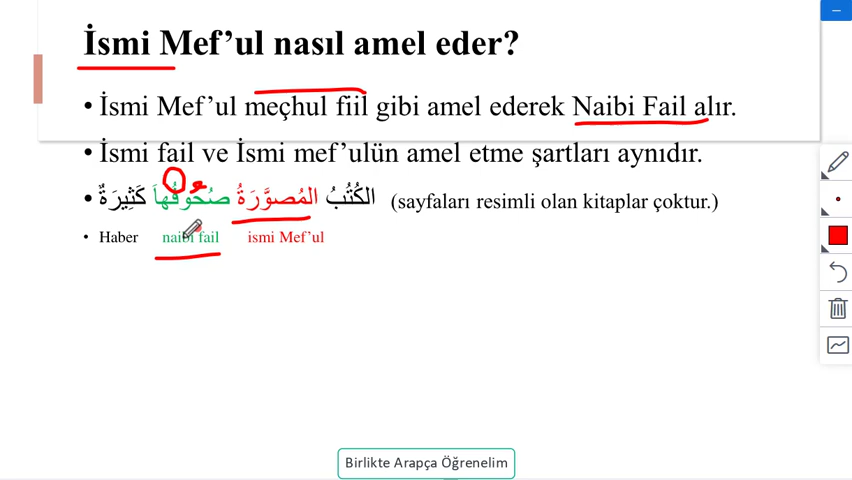 İsmi Mef’ul nasıl amel eder?
• İsmi Mef’ul meçhul fiil gibi amel ederek Naibi Fail alır.
• İsmi fail ve İsmi mef’ulün amel etme şartları aynıdır.
• الكُتُبُ المُصوَّرَةُ صُحُوفُهاَ كَثِيرَةٌ (sayfaları resimli olan kitaplar çoktur.)
• Haber naibi fail ismi Mef’ul
Birlikte Arapça Öğrenelim